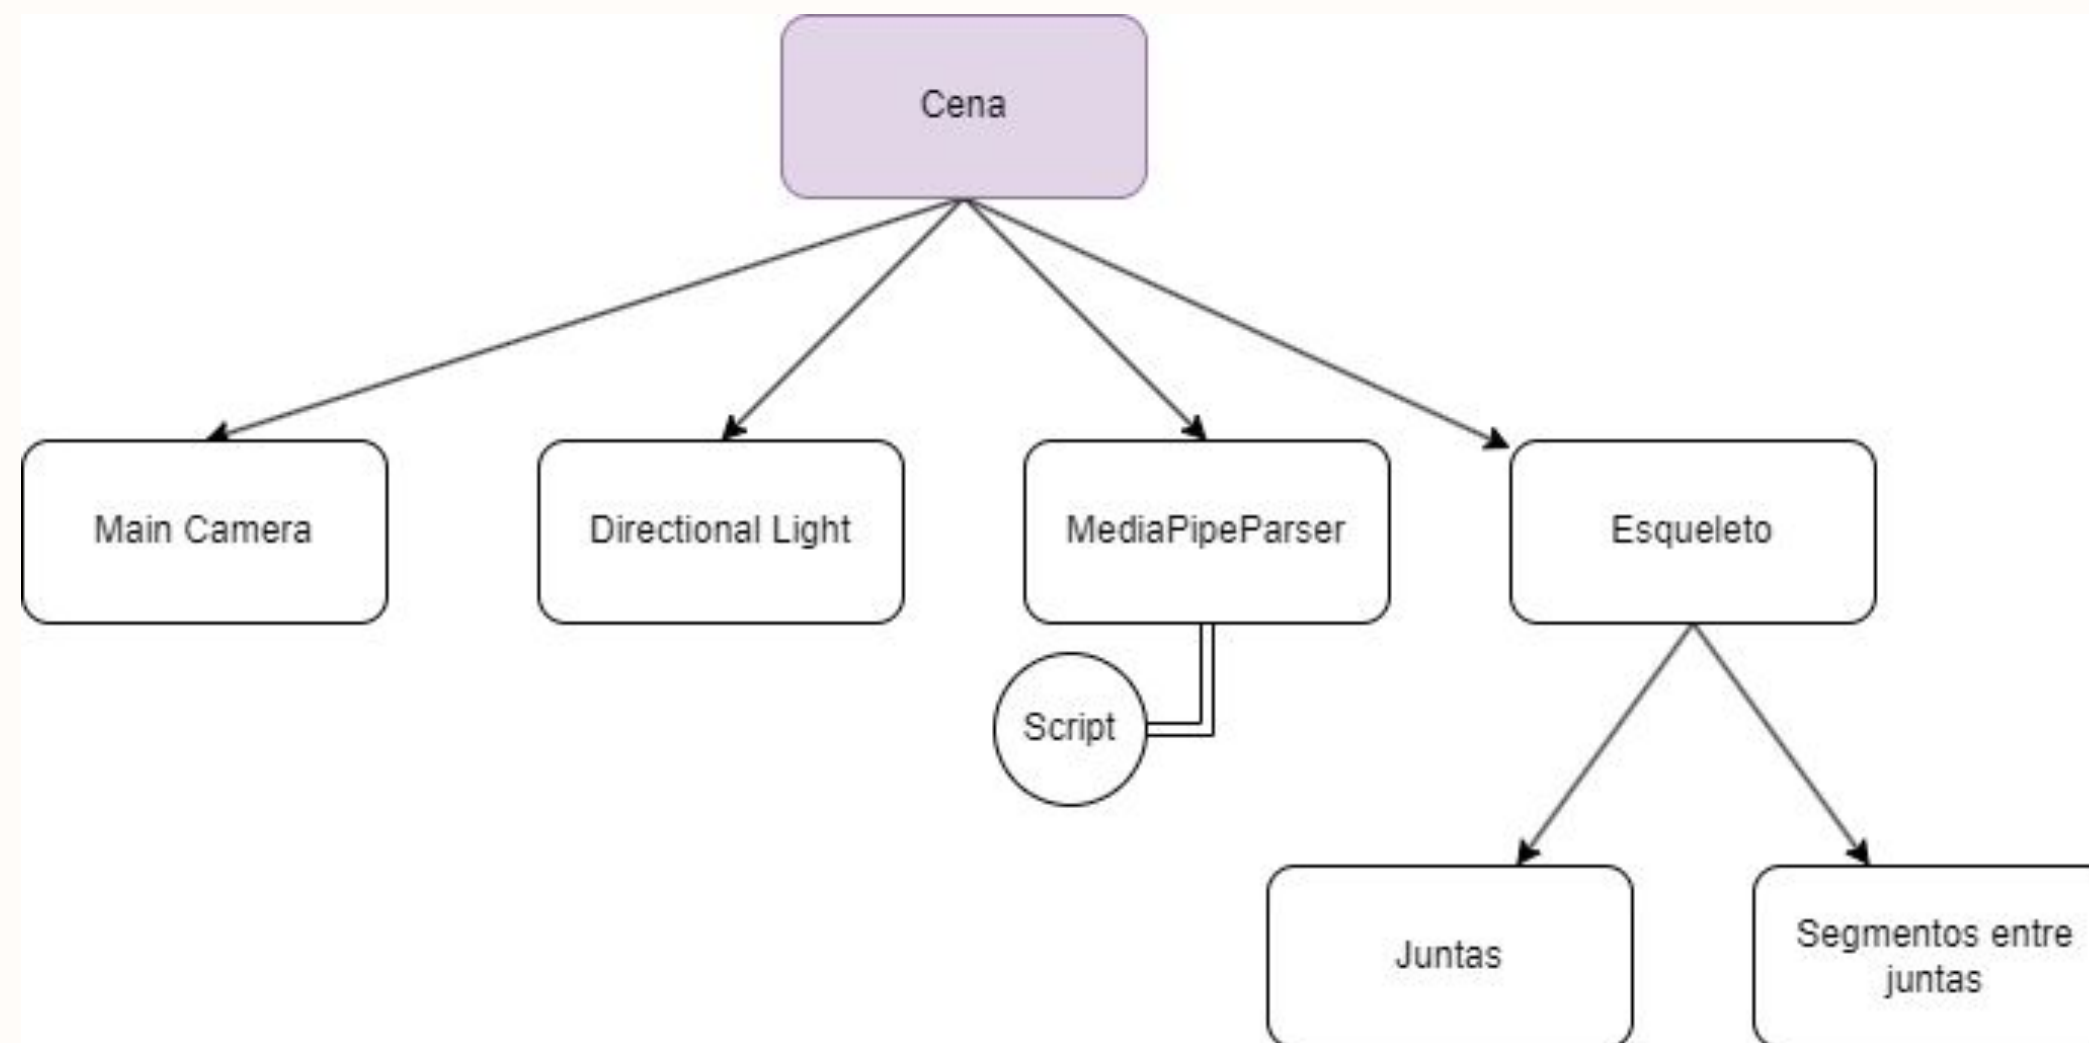 Cena
Main Camera
Directional Light
MediaPipeParser
Esqueleto
Script
Juntas
Segmentos entre
juntas